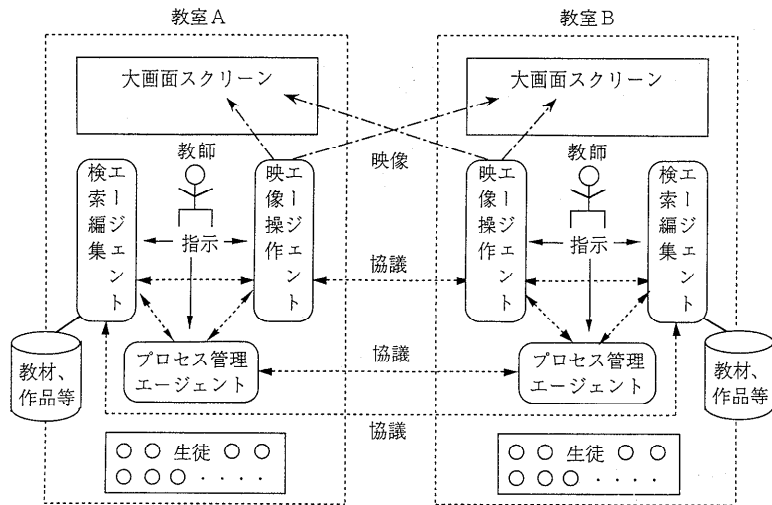 教室A
教室B
大画面スクリーン
大画面スクリーン
教師
映像
教師
検索編集
エージェント
映像操作
エージェント
映像操作
エージェント
検索編集
エージェント
指示
指示
協議
教材、
作品等
プロセス管理
エージェント
協議
プロセス管理
エージェント
教材、
作品等
協議
生徒
生徒